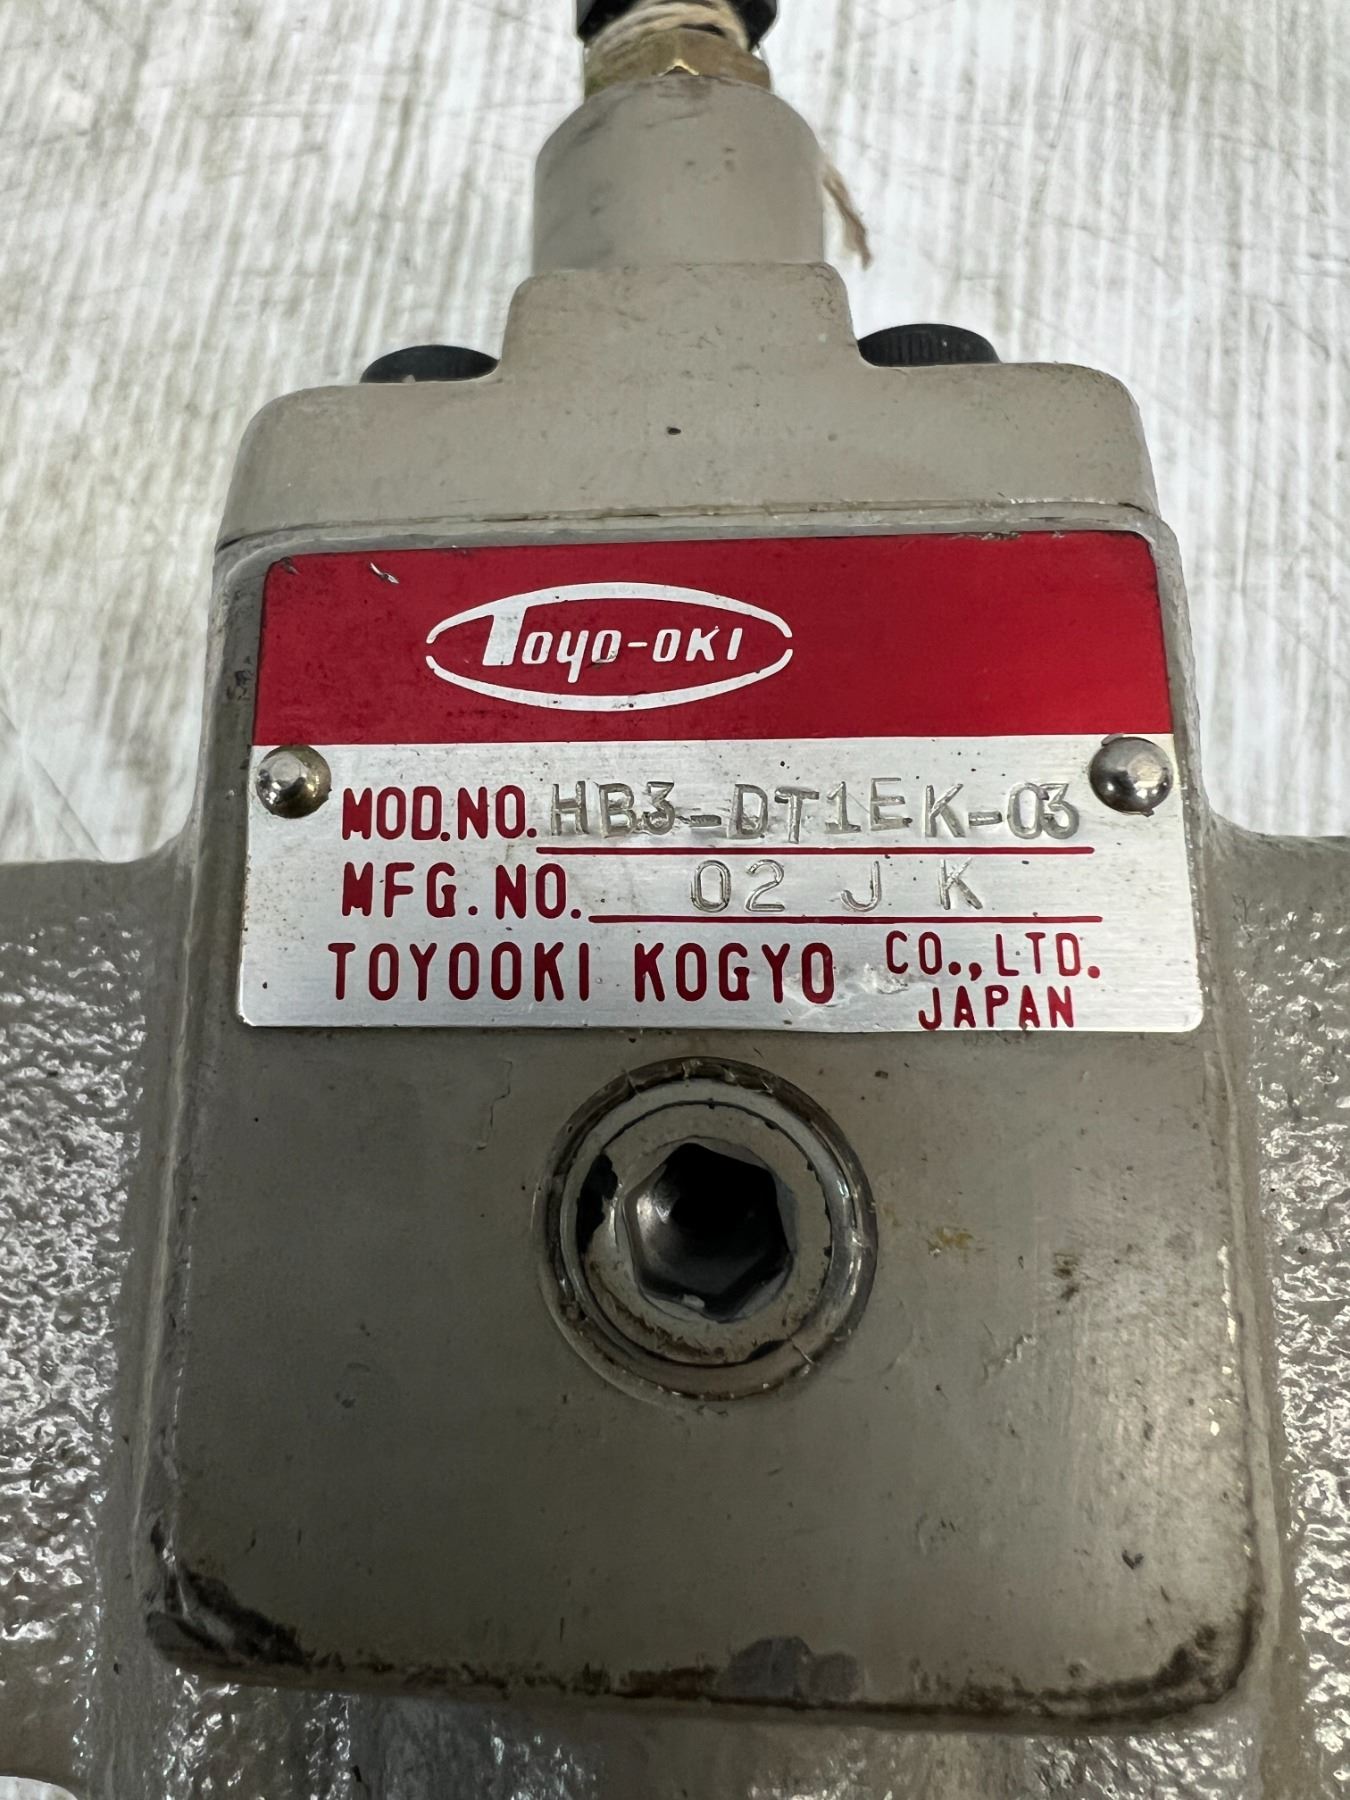 Toyo-OKI
MOD.NO. HB3-DT1EK-03
MFG. NO. 02 J K
TOYOOKI KOGYO CO., LTD.
JAPAN